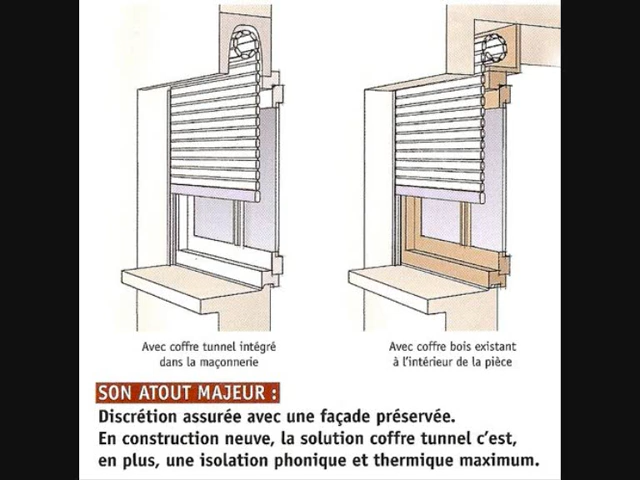 Avec coffre tunnel intégré
dans la maçonnerie
Avec coffre bois existant
à l'intérieur de la pièce
SON ATOUT MAJEUR :
Discrétion assurée avec une façade préservée.
En construction neuve, la solution coffre tunnel c'est,
en plus, une isolation phonique et thermique maximum.